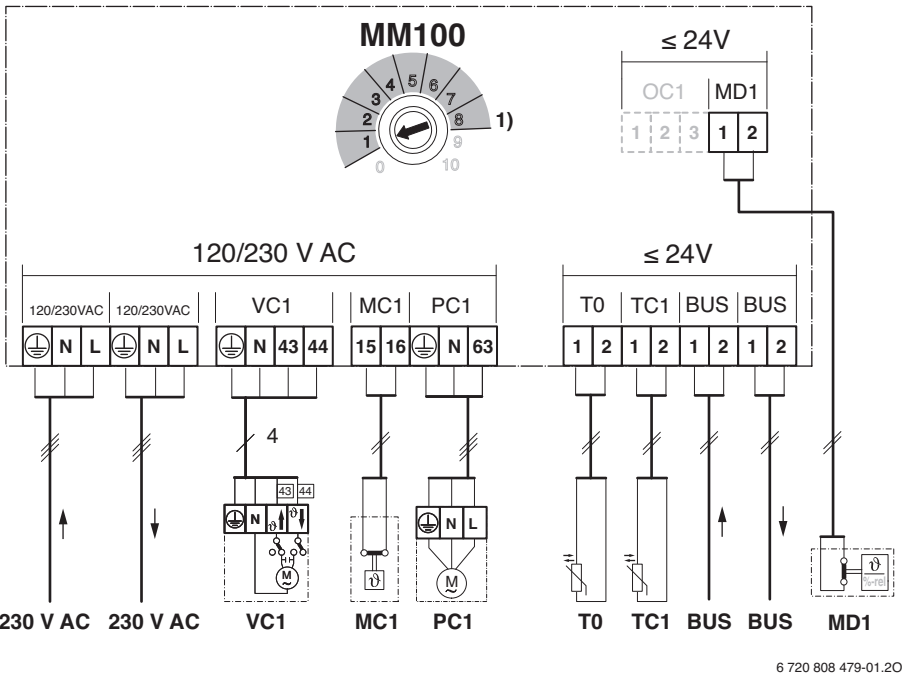 MM100
≤ 24V
OC1 MD1
1 2 3 1 2
0 1 2 3 4 5 6 7 8 9 10
1)
120/230 V AC
≤ 24V
120/230VAC 120/230VAC VC1 MC1 PC1 T0 TC1 BUS BUS
N L N L N 43 44 15 16 N 63 1 2 1 2 1 2 1 2
4
43 44
N ϑ ϑ N L
M ~ ϑ M ~ ϑ %-rel
230 V AC 230 V AC VC1 MC1 PC1 T0 TC1 BUS BUS MD1
6 720 808 479-01.2O